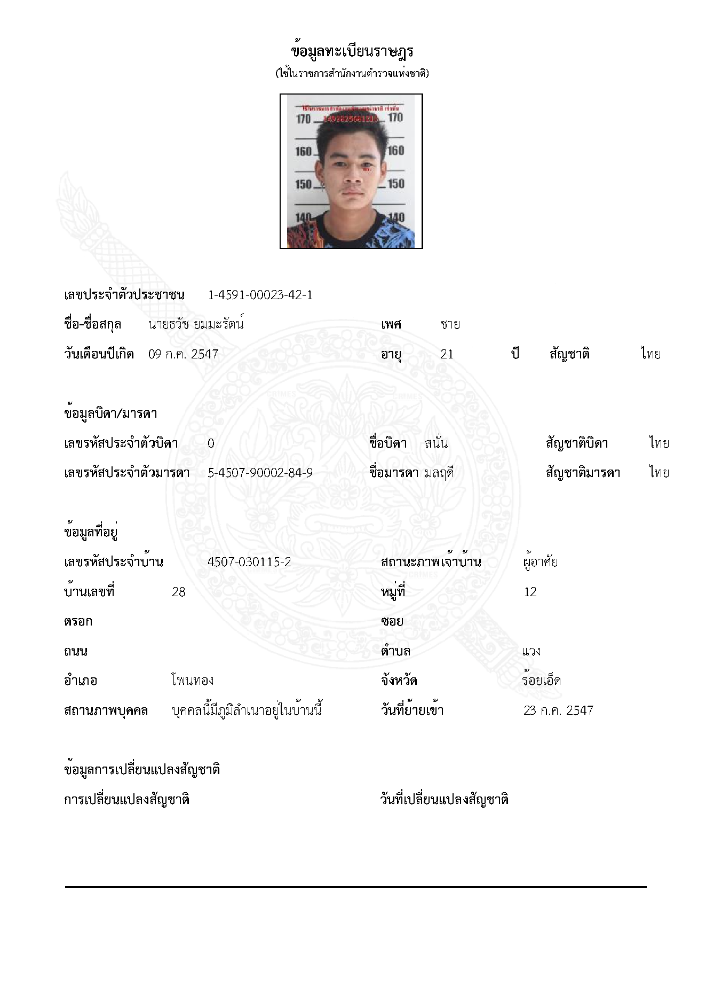 ข้อมูลทะเบียนราษฎร
(ใช้ในราชการสำนักงานตำรวจแห่งชาติ)
170 170
160 160
150 150
140 140
เลขประจำตัวประชาชน 1-4591-00023-42-1
ชื่อ-ชื่อสกุล นายธวัช ยมมะรัตน์ เพศ ชาย
วันเดือนปีเกิด 09 ก.ค. 2547 อายุ 21 ปี สัญชาติ ไทย
ข้อมูลบิดา/มารดา
เลขรหัสประจำตัวบิดา 0 ชื่อบิดา สนั่น สัญชาติบิดา ไทย
เลขรหัสประจำตัวมารดา 5-4507-90002-84-9 ชื่อมารดา มลฤดี สัญชาติมารดา ไทย
ข้อมูลที่อยู่
เลขรหัสประจำบ้าน 4507-030115-2 สถานะภาพเจ้าบ้าน ผู้อาศัย
บ้านเลขที่ 28 หมู่ที่ 12
ตรอก ซอย
ถนน ตำบล แวง
อำเภอ โพนทอง จังหวัด ร้อยเอ็ด
สถานภาพบุคคล บุคคลนี้มีภูมิลำเนาอยู่ในบ้านนี้ วันที่ย้ายเข้า 23 ก.ค. 2547
ข้อมูลการเปลี่ยนแปลงสัญชาติ
การเปลี่ยนแปลงสัญชาติ วันที่เปลี่ยนแปลงสัญชาติ